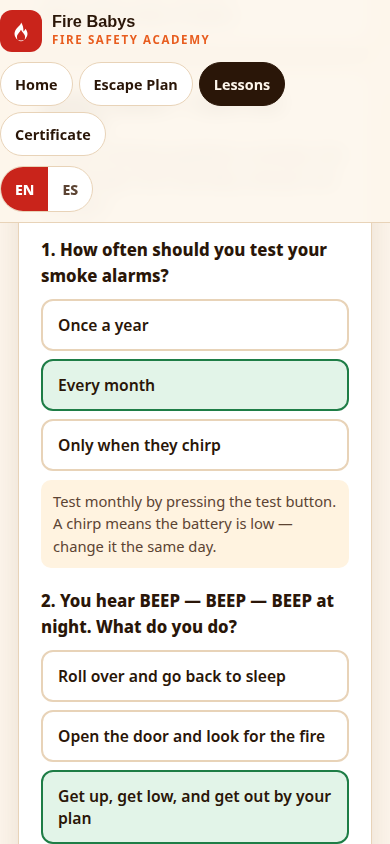 Fire Babys
FIRE SAFETY ACADEMY
Home
Escape Plan
Lessons
Certificate
EN
ES
1. How often should you test your
smoke alarms?
Once a year
Every month
Only when they chirp
Test monthly by pressing the test button.
A chirp means the battery is low —
change it the same day.
2. You hear BEEP — BEEP — BEEP at
night. What do you do?
Roll over and go back to sleep
Open the door and look for the fire
Get up, get low, and get out by your
plan